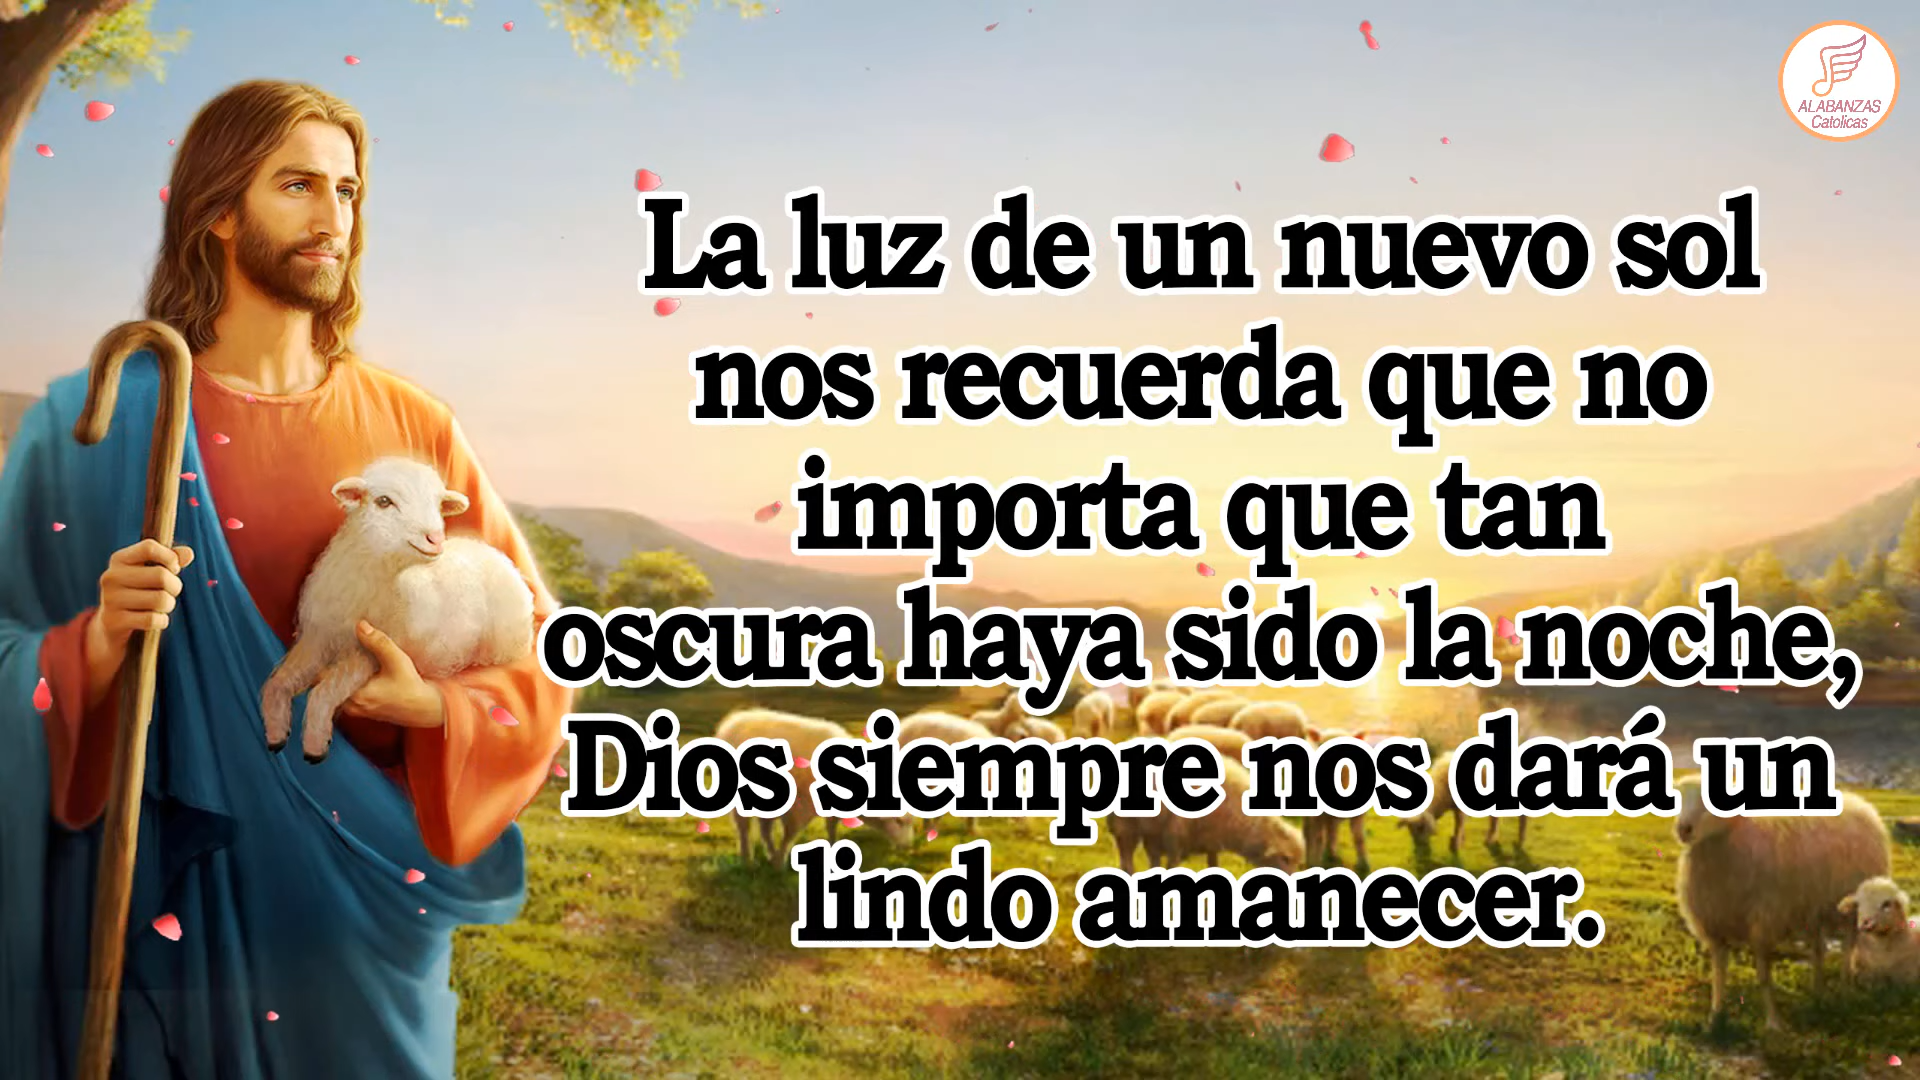 ALABANZAS
Catolicas
La luz de un nuevo sol
nos recuerda que no
importa que tan
oscura haya sido la noche,
Dios siempre nos dará un
lindo amanecer.